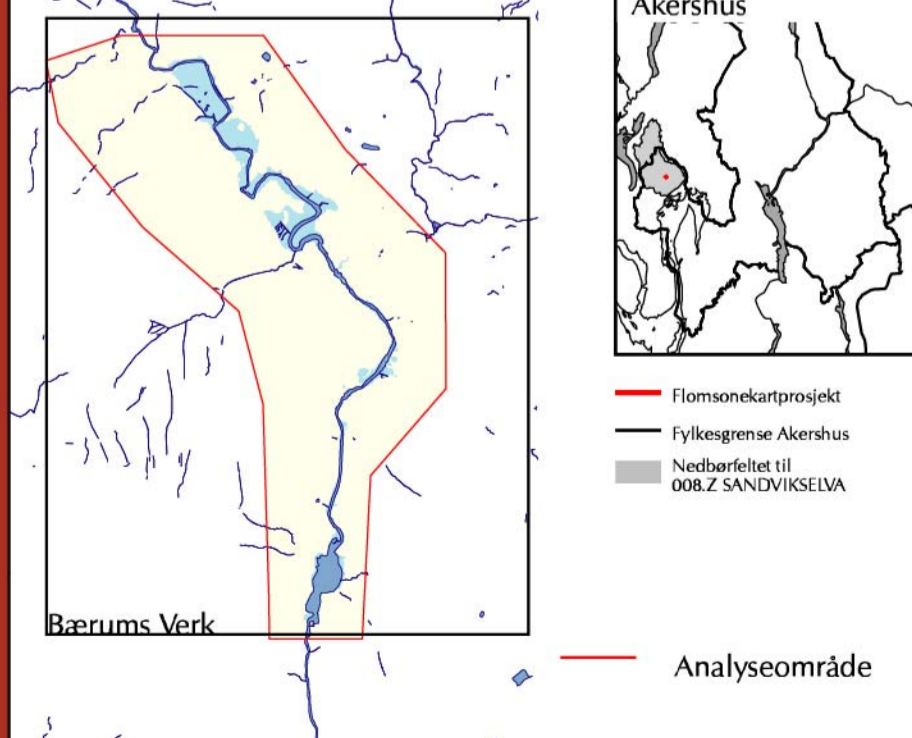 Akershus
Flomsonekartprosjekt
Fylkesgrense Akershus
Nedbørfeltet til
008.Z SANDVIKSELVA
Bærums Verk
Analyseområde